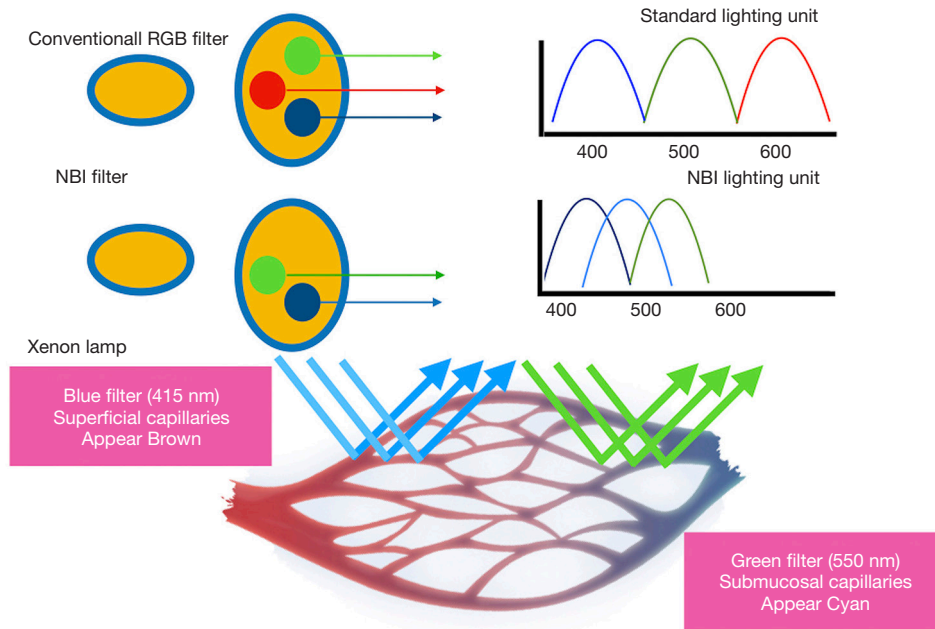 Conventionall RGB filter
Standard lighting unit
400 500 600
NBI filter
NBI lighting unit
400 500 600
Xenon lamp
Blue filter (415 nm)
Superficial capillaries
Appear Brown
Green filter (550 nm)
Submucosal capillaries
Appear Cyan